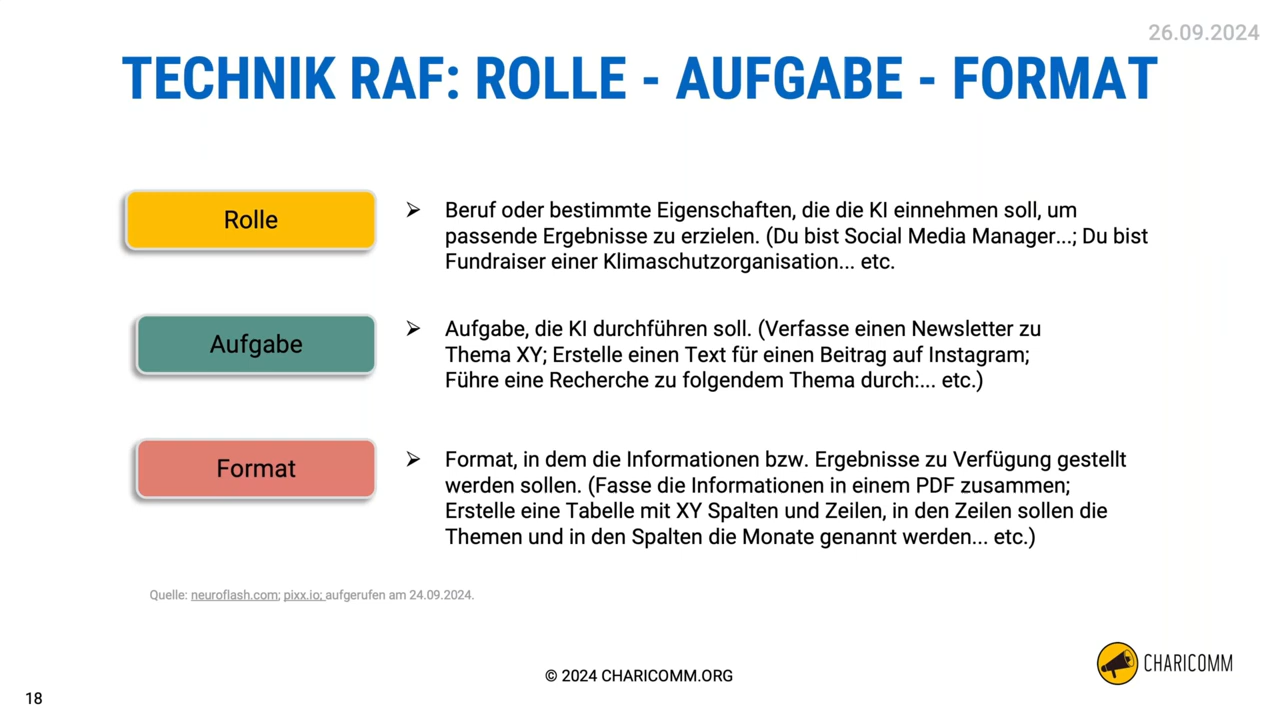 26.09.2024
TECHNIK RAF: ROLLE - AUFGABE - FORMAT
Rolle
➢ Beruf oder bestimmte Eigenschaften, die die KI einnehmen soll, um
passende Ergebnisse zu erzielen. (Du bist Social Media Manager...; Du bist
Fundraiser einer Klimaschutzorganisation... etc.
Aufgabe
➢ Aufgabe, die KI durchführen soll. (Verfasse einen Newsletter zu
Thema XY; Erstelle einen Text für einen Beitrag auf Instagram;
Führe eine Recherche zu folgendem Thema durch:... etc.)
Format
➢ Format, in dem die Informationen bzw. Ergebnisse zu Verfügung gestellt
werden sollen. (Fasse die Informationen in einem PDF zusammen;
Erstelle eine Tabelle mit XY Spalten und Zeilen, in den Zeilen sollen die
Themen und in den Spalten die Monate genannt werden... etc.)
Quelle: neuroflash.com; pixx.io; aufgerufen am 24.09.2024.
CHARICOMM
© 2024 CHARICOMM.ORG
18